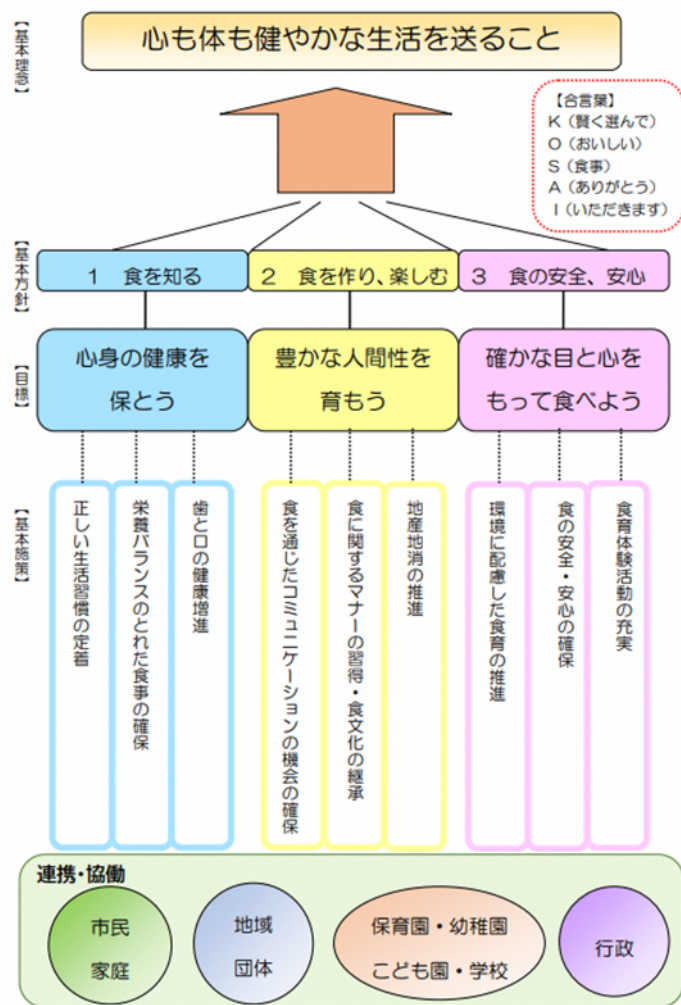 【基本理念】
心も体も健やかな生活を送ること
【合言葉】
K（賢く選んで）
O（おいしい）
S（食事）
A（ありがとう）
I（いただきます）
【基本方針】
1　食を知る
2　食を作り、楽しむ
3　食の安全、安心
【目標】
心身の健康を
保とう
豊かな人間性を
育もう
確かな目と心を
もって食べよう
【基本施策】
正しい生活習慣の定着
栄養バランスのとれた食事の確保
歯と口の健康増進
食を通じたコミュニケーションの機会の確保
食に関するマナーの習得・食文化の継承
地産地消の推進
環境に配慮した食育の推進
食の安全・安心の確保
食育体験活動の充実
連携・協働
市民
家庭
地域
団体
保育園・幼稚園
こども園・学校
行政